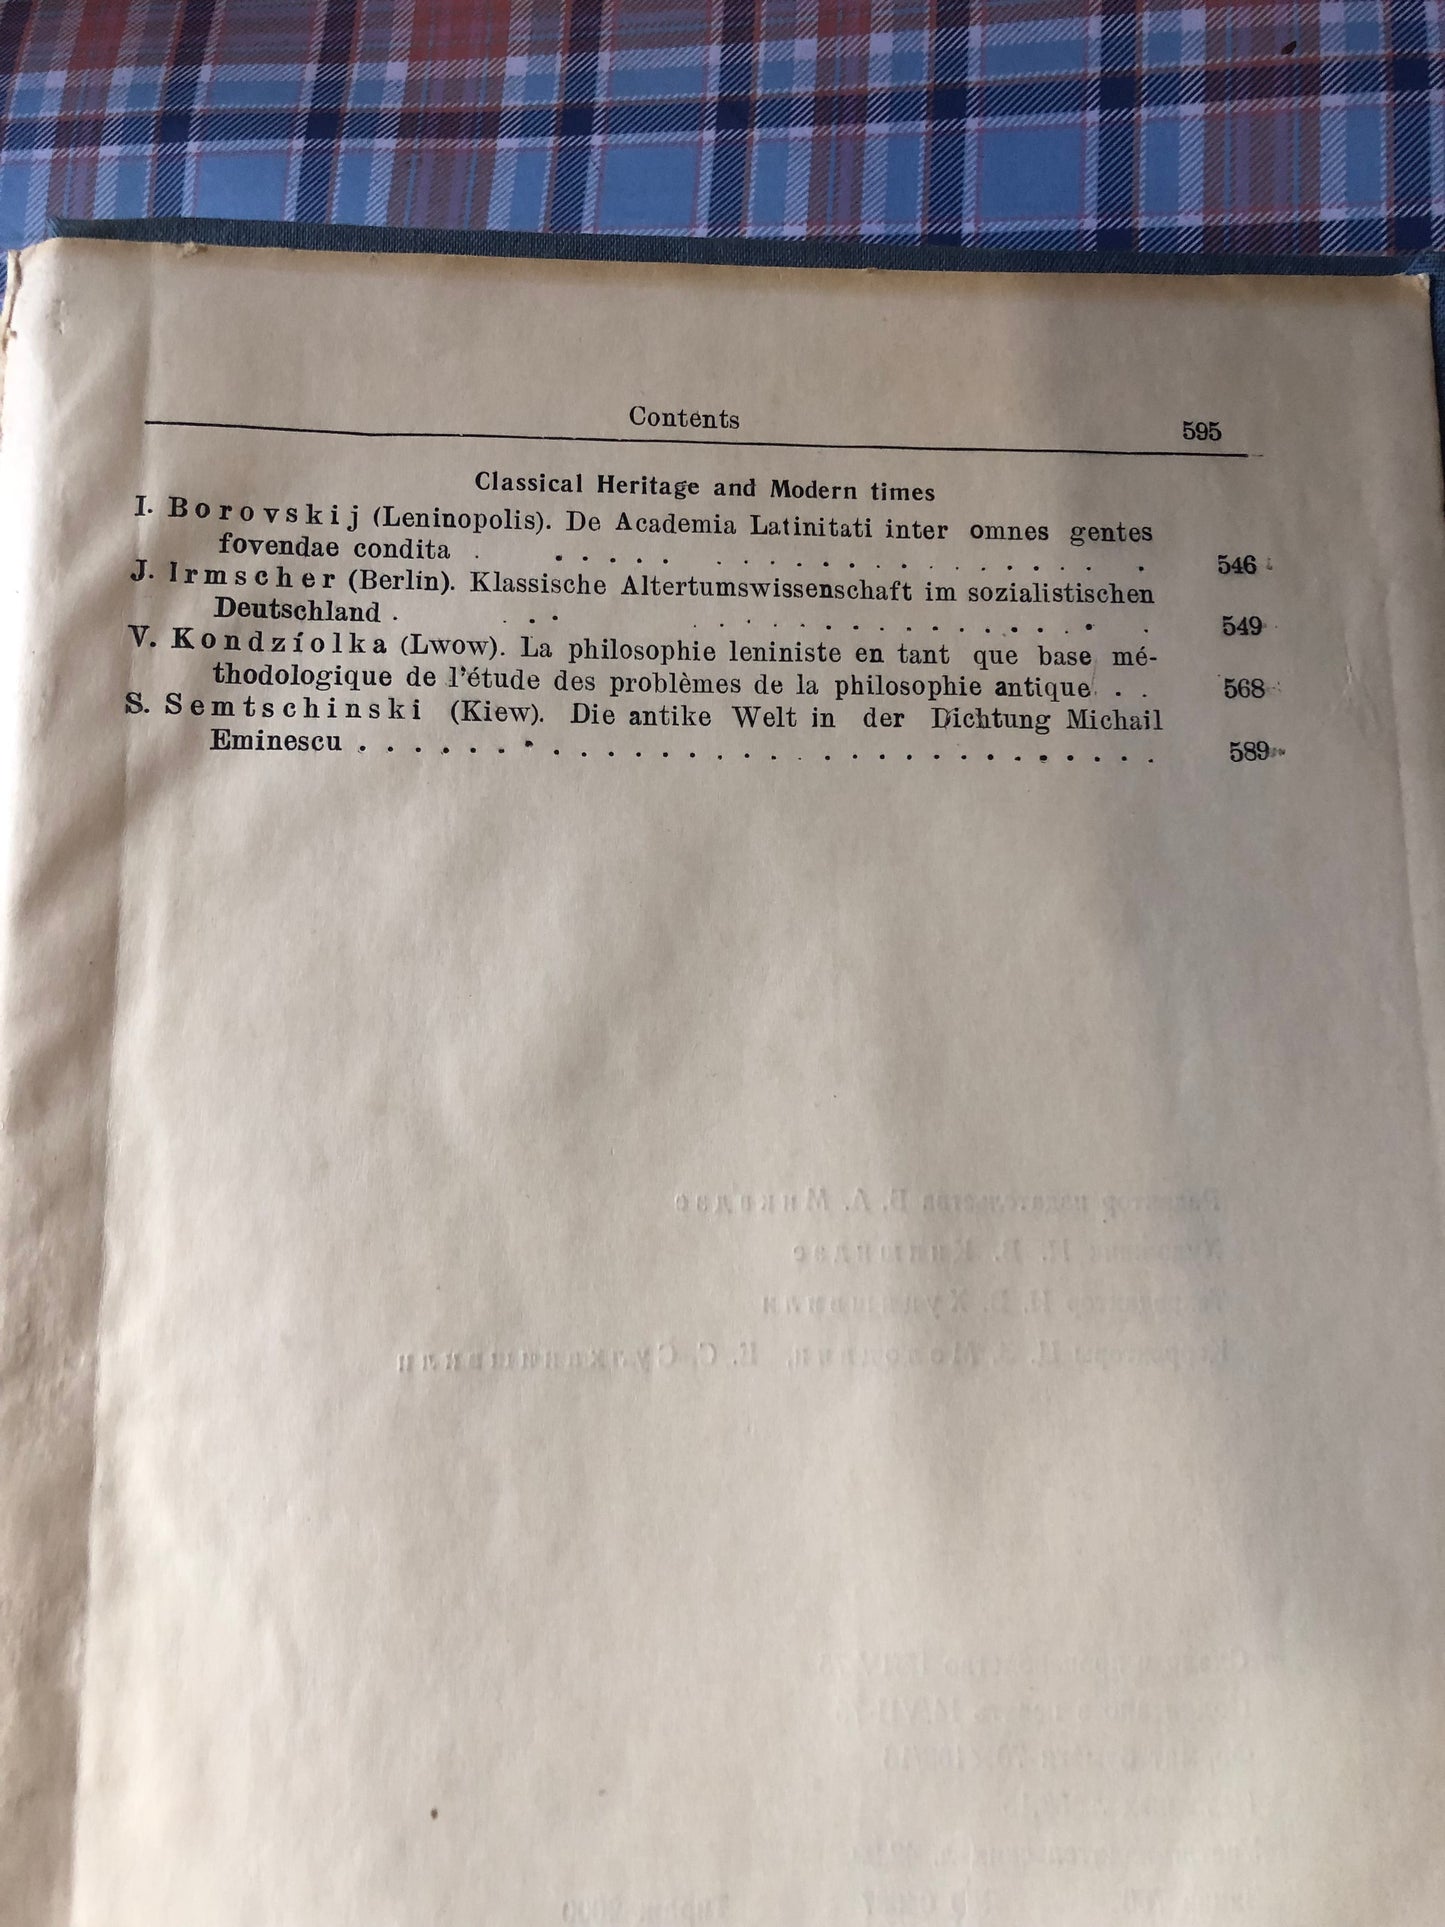 Contents 595
Classical Heritage and Modern times
I. Borovskij (Leninopolis). De Academia Latinitati inter omnes gentes
fovendae condita . . . . . . . . . . . . . . . . . . . . . . 546
J. Irmscher (Berlin). Klassische Altertumswissenschaft im sozialistischen
Deutschland . . . . . . . . . . . . . . . . . . . . . 549
V. Kondziolka (Lwow). La philosophie leniniste en tant que base mé-
thodologique de l'étude des problèmes de la philosophie antique . . . 568
S. Semtschinski (Kiew). Die antike Welt in der Dichtung Michail
Eminescu . . . . . . . . . . . . . . . . . . . . . . . . . . . . . 589